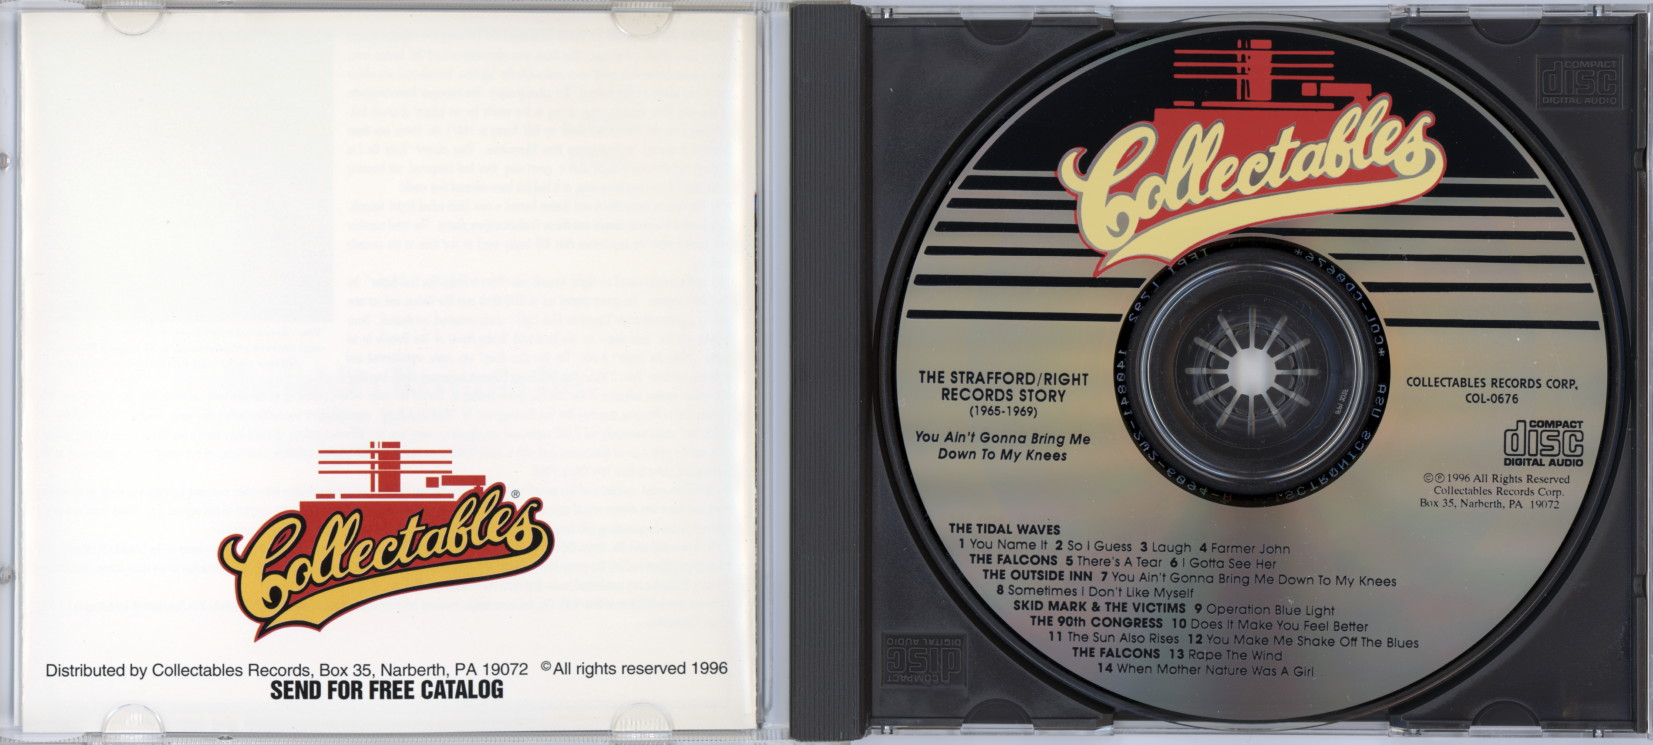 Collectables ®
Distributed by Collectables Records, Box 35, Narberth, PA 19072 © All rights reserved 1996
SEND FOR FREE CATALOG
Collectables
THE STRAFFORD/RIGHT
RECORDS STORY
(1965-1969)
You Ain't Gonna Bring Me
Down To My Knees
COLLECTABLES RECORDS CORP.
COL-0676
COMPACT
disc
DIGITAL AUDIO
©℗ 1996 All Rights Reserved
Collectables Records Corp.
Box 35, Narberth, PA 19072
THE TIDAL WAVES
1 You Name It 2 So I Guess 3 Laugh 4 Farmer John
THE FALCONS 5 There's A Tear 6 I Gotta See Her
THE OUTSIDE INN 7 You Ain't Gonna Bring Me Down To My Knees
8 Sometimes I Don't Like Myself
SKID MARK & THE VICTIMS 9 Operation Blue Light
THE 90th CONGRESS 10 Does It Make You Feel Better
11 The Sun Also Rises 12 You Make Me Shake Off The Blues
THE FALCONS 13 Rape The Wind
14 When Mother Nature Was A Girl
COMPACT
disc
DIGITAL AUDIO
COMPACT
disc
DIGITAL AUDIO